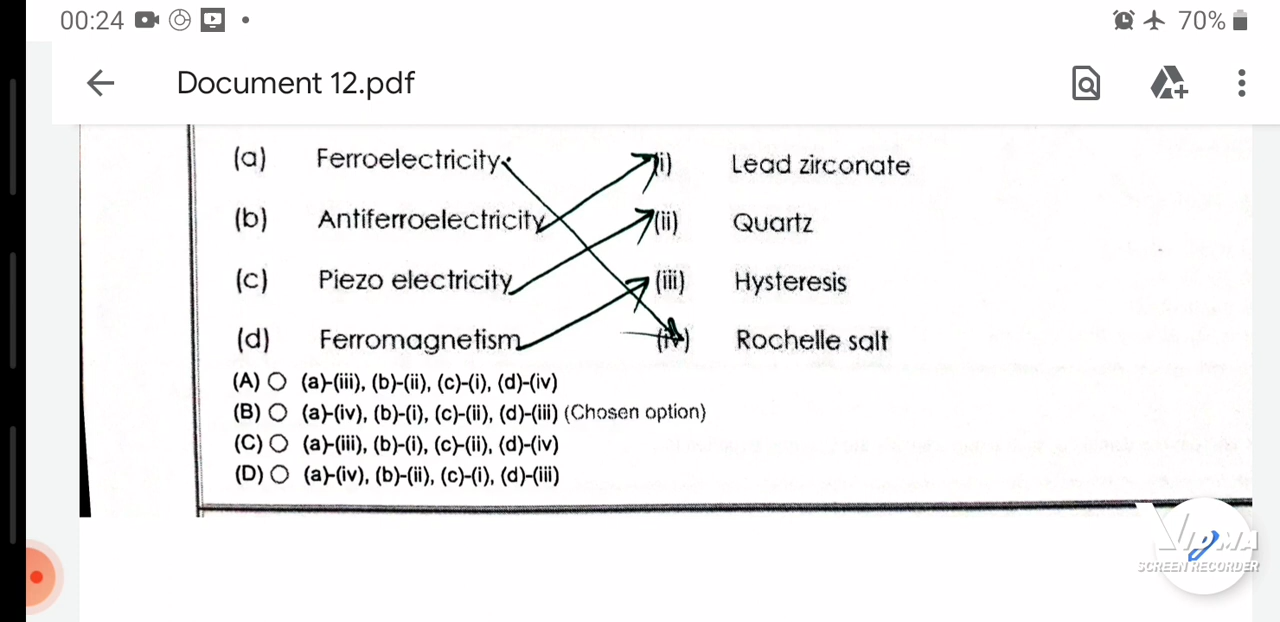 00:24 70%
Document 12.pdf
(a) Ferroelectricity (i) Lead zirconate
(b) Antiferroelectricity (ii) Quartz
(c) Piezo electricity (iii) Hysteresis
(d) Ferromagnetism (iv) Rochelle salt
(A) (a)-(iii), (b)-(ii), (c)-(i), (d)-(iv)
(B) (a)-(iv), (b)-(i), (c)-(ii), (d)-(iii) (Chosen option)
(C) (a)-(iii), (b)-(i), (c)-(ii), (d)-(iv)
(D) (a)-(iv), (b)-(ii), (c)-(i), (d)-(iii)
SCREEN RECORDER